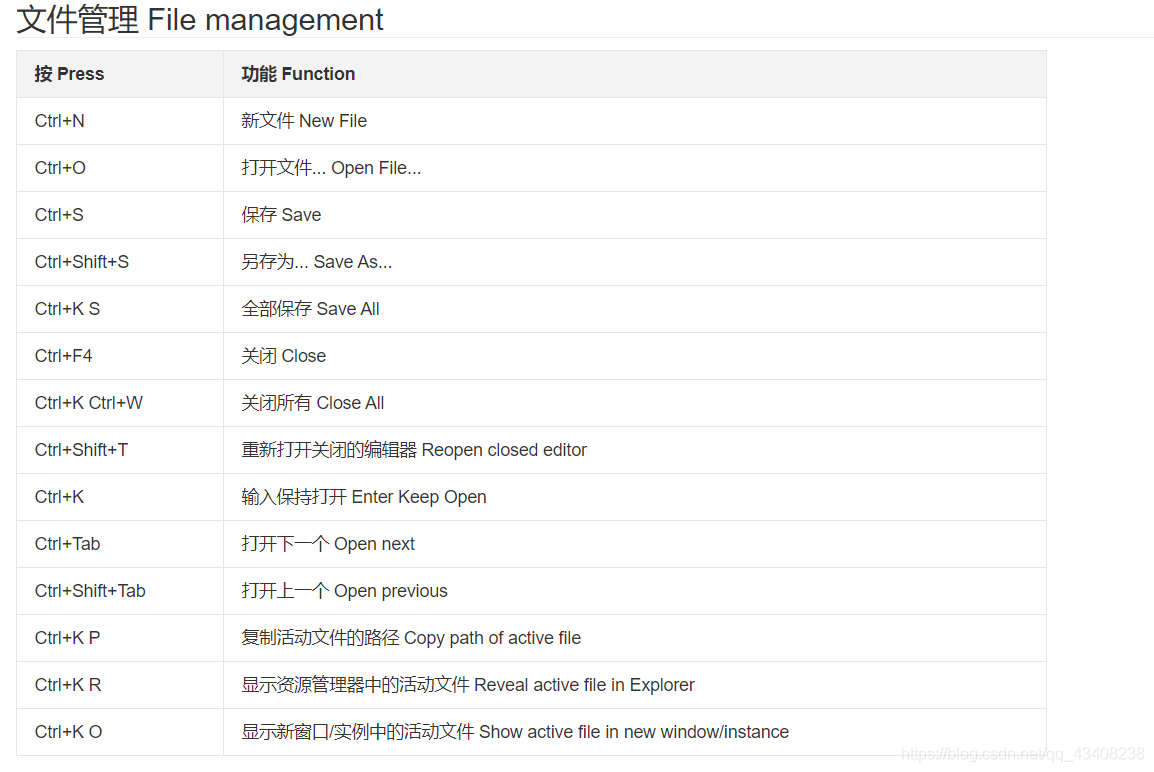 文件管理 File management
按 Press 功能 Function
Ctrl+N 新文件 New File
Ctrl+O 打开文件... Open File...
Ctrl+S 保存 Save
Ctrl+Shift+S 另存为... Save As...
Ctrl+K S 全部保存 Save All
Ctrl+F4 关闭 Close
Ctrl+K Ctrl+W 关闭所有 Close All
Ctrl+Shift+T 重新打开关闭的编辑器 Reopen closed editor
Ctrl+K 输入保持打开 Enter Keep Open
Ctrl+Tab 打开下一个 Open next
Ctrl+Shift+Tab 打开上一个 Open previous
Ctrl+K P 复制活动文件的路径 Copy path of active file
Ctrl+K R 显示资源管理器中的活动文件 Reveal active file in Explorer
Ctrl+K O 显示新窗口/实例中的活动文件 Show active file in new window/instance
https://blog.csdn.net/qq_43408238